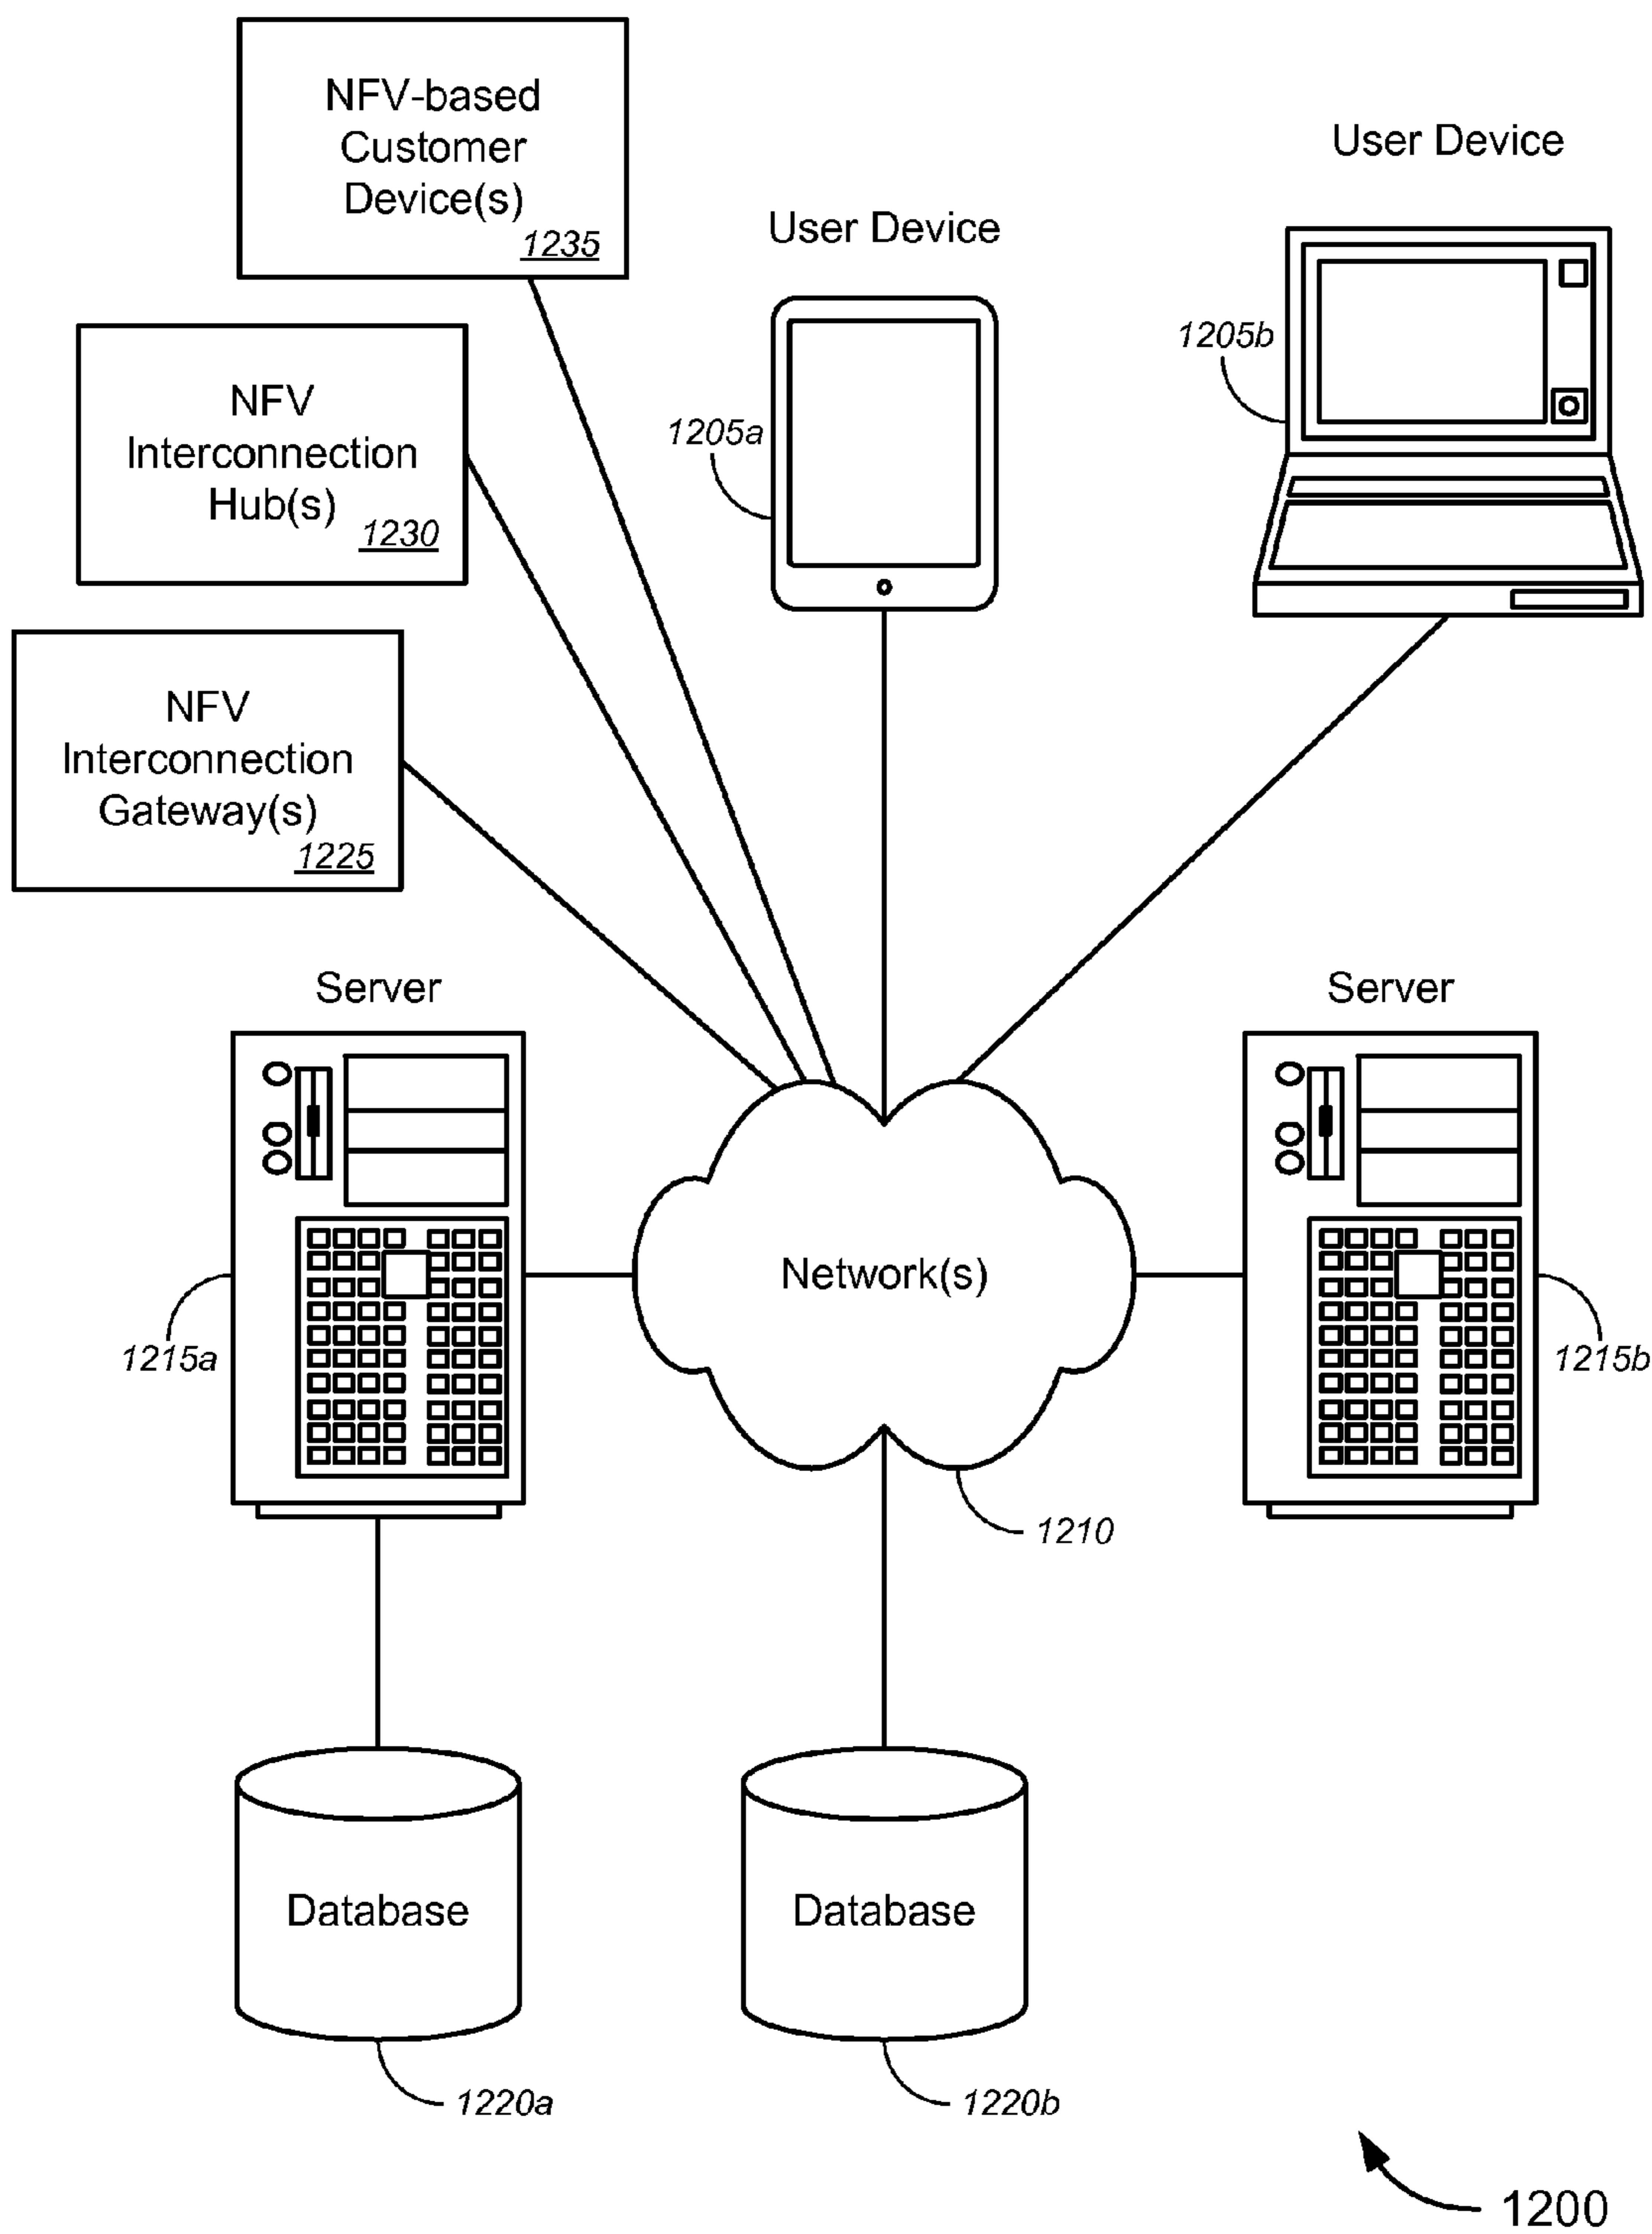 NFV-based
Customer
Device(s)
1235
User Device
User Device
1205b
NFV
Interconnection
Hub(s)
1230
1205a
NFV
Interconnection
Gateway(s)
1225
Server
Server
Network(s)
1215a
1215b
1210
Database
Database
1220a
1220b
1200